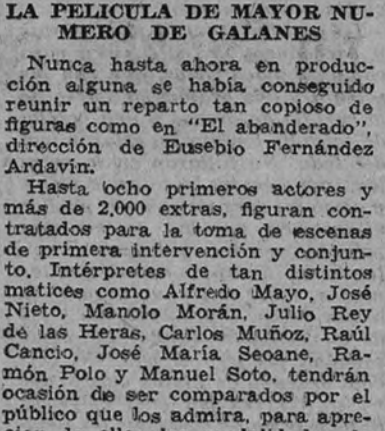 LA PELICULA DE MAYOR NU-
MERO DE GALANES
Nunca hasta ahora en produc-
ción alguna se había conseguido
reunir un reparto tan copioso de
figuras como en "El abanderado",
dirección de Eusebio Fernández
Ardavín.
Hasta ocho primeros actores y
más de 2.000 extras, figuran con-
tratados para la toma de escenas
de primera intervención y conjun-
to. Intérpretes de tan distintos
matices como Alfredo Mayo, José
Nieto, Manolo Morán, Julio Rey
de las Heras, Carlos Muñoz, Raúl
Cancio, José María Seoane, Ra-
món Polo y Manuel Soto, tendrán
ocasión de ser comparados por el
público que los admira, para apre-